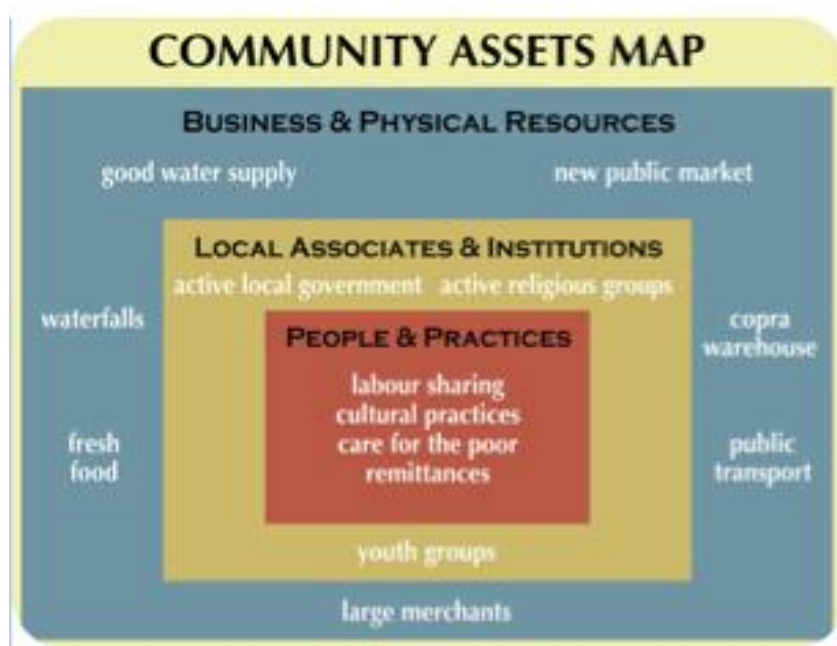 COMMUNITY ASSETS MAP
BUSINESS & PHYSICAL RESOURCES
good water supply
new public market
LOCAL ASSOCIATES & INSTITUTIONS
active local government
active religious groups
waterfalls
copra
warehouse
PEOPLE & PRACTICES
labour sharing
cultural practices
care for the poor
remittances
fresh
food
public
transport
youth groups
large merchants